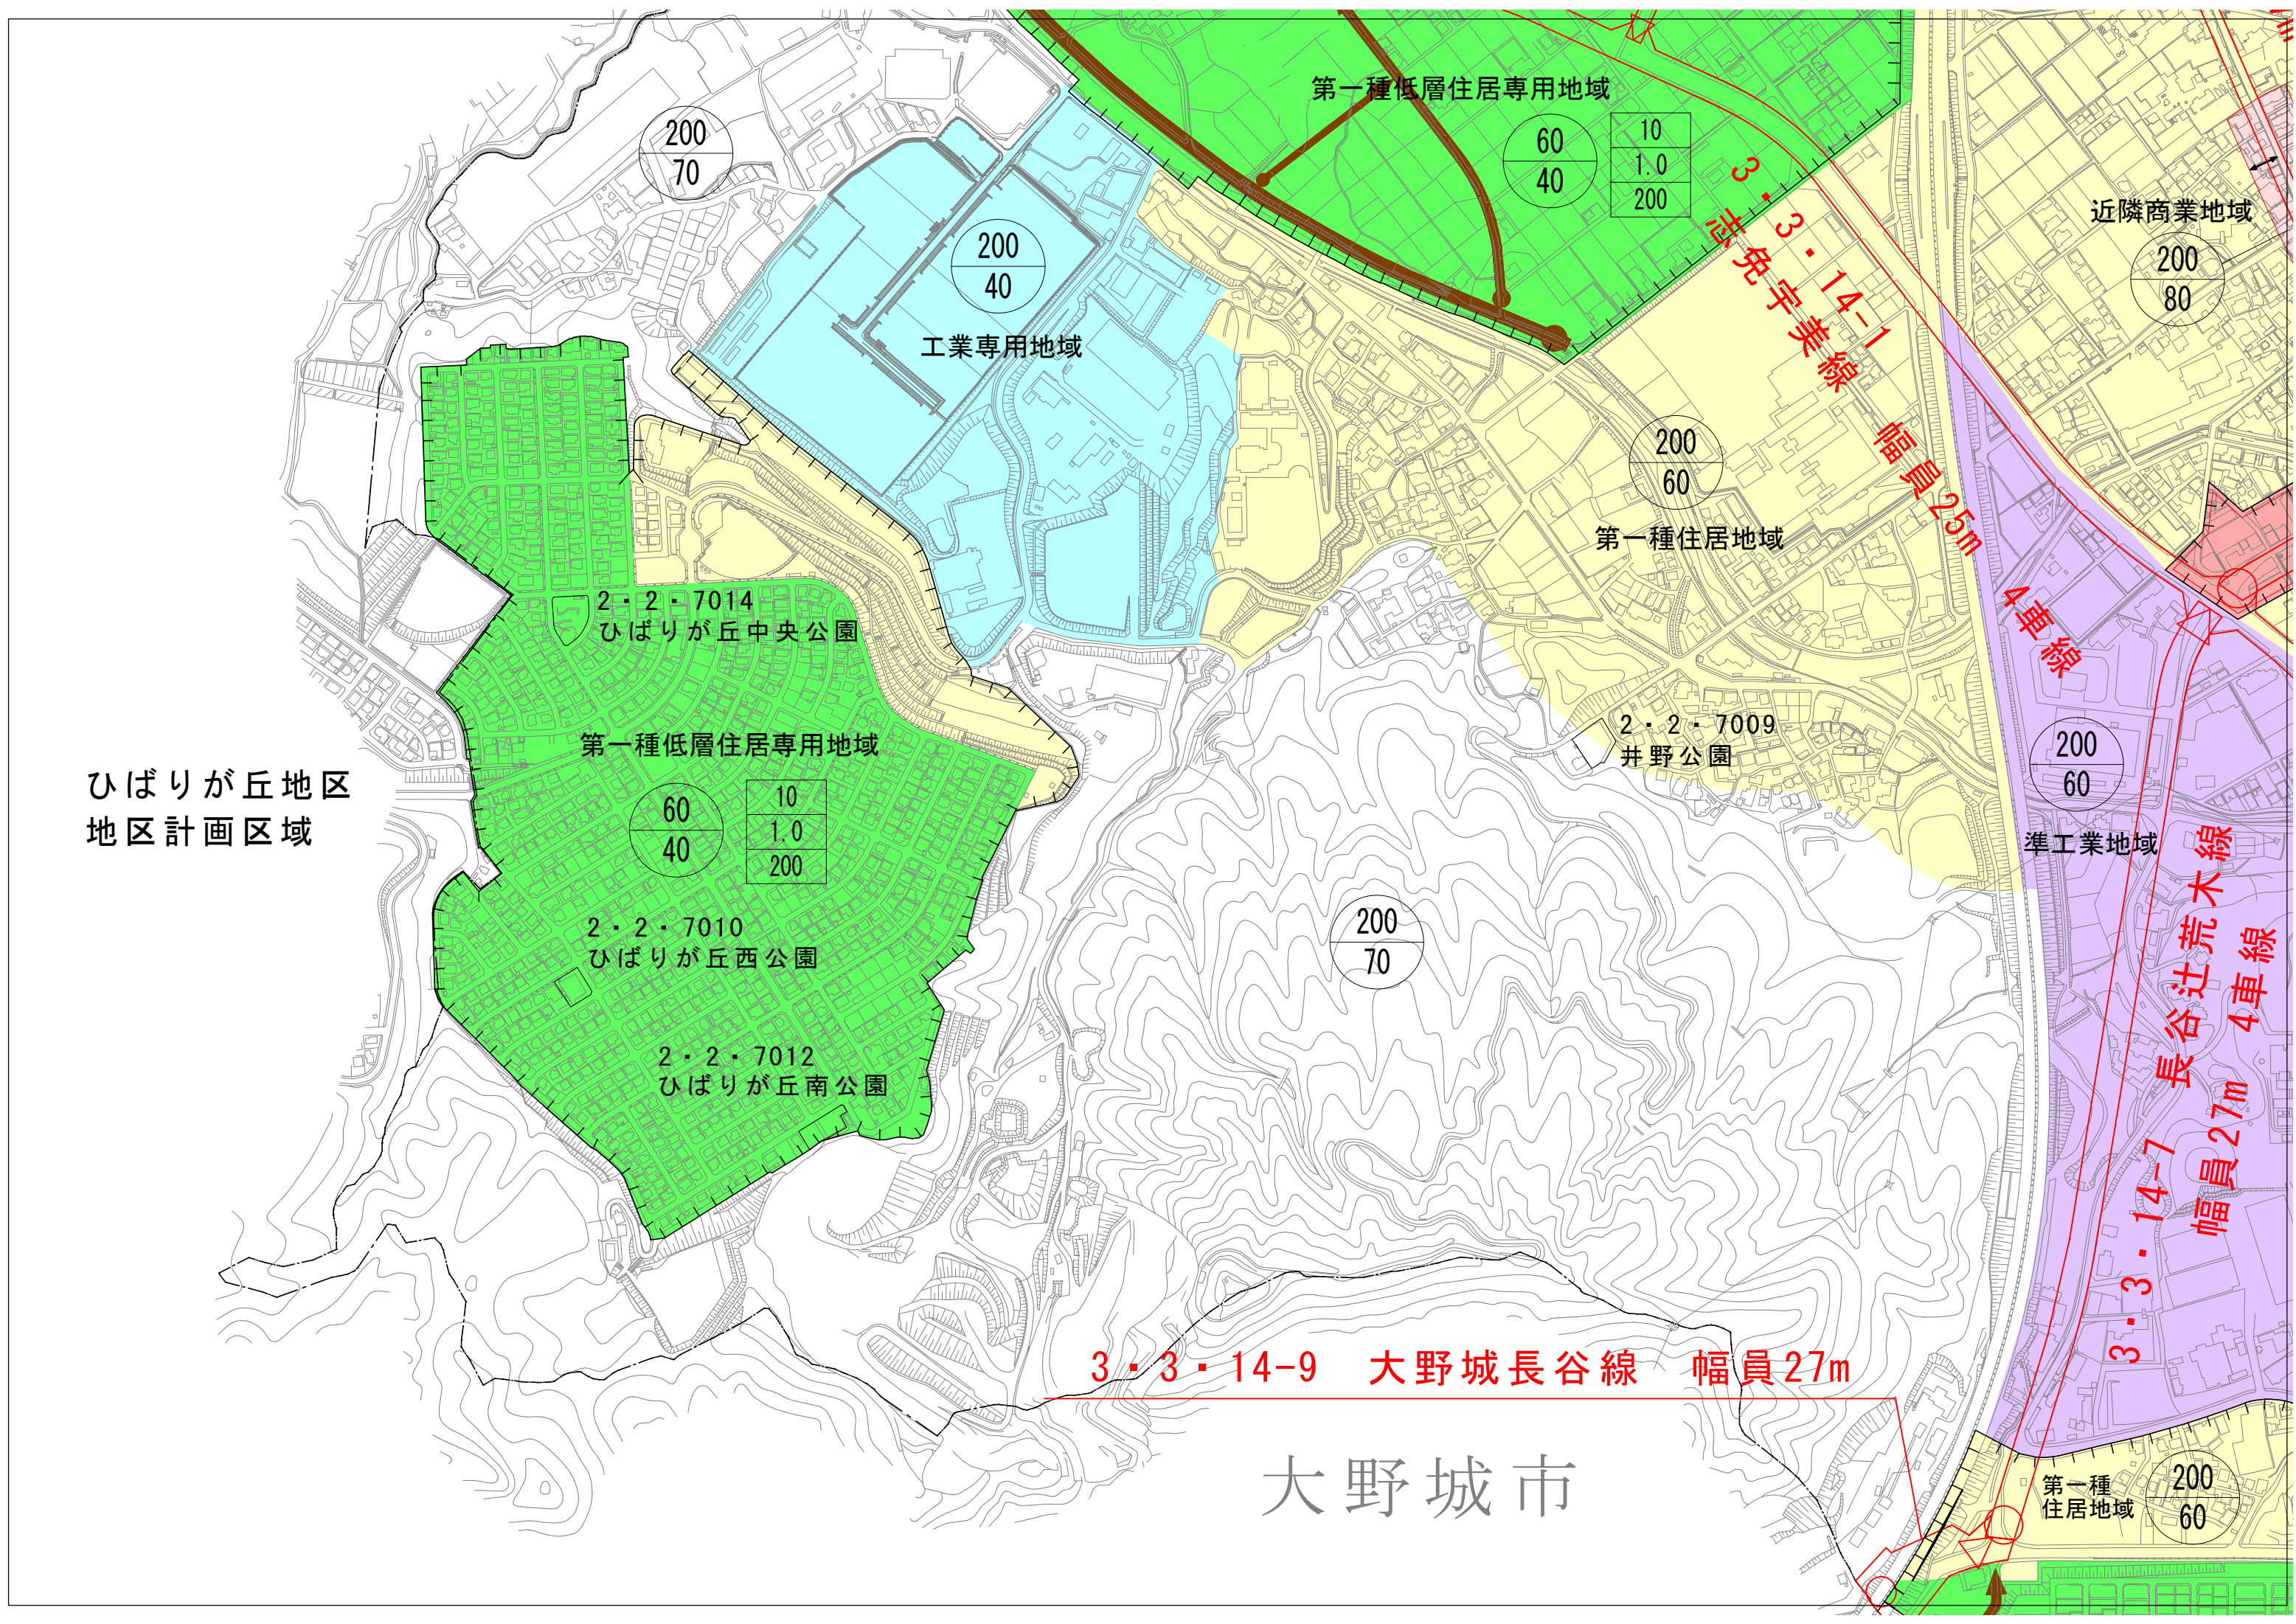 200
70
第一種低層住居専用地域
60
40
10
1.0
200
3・3・14-1
志免宇美線 幅員25m
4車線
近隣商業地域
200
80
200
40
工業専用地域
200
60
第一種住居地域
2・2・7014
ひばりが丘中央公園
2・2・7009
井野公園
第一種低層住居専用地域
60
40
10
1.0
200
ひばりが丘地区
地区計画区域
200
60
準工業地域
2・2・7010
ひばりが丘西公園
200
70
2・2・7012
ひばりが丘南公園
3・3・14-7 長谷辻荒木線
幅員27m 4車線
3・3・14-9 大野城長谷線 幅員27m
大野城市
第一種
住居地域
200
60